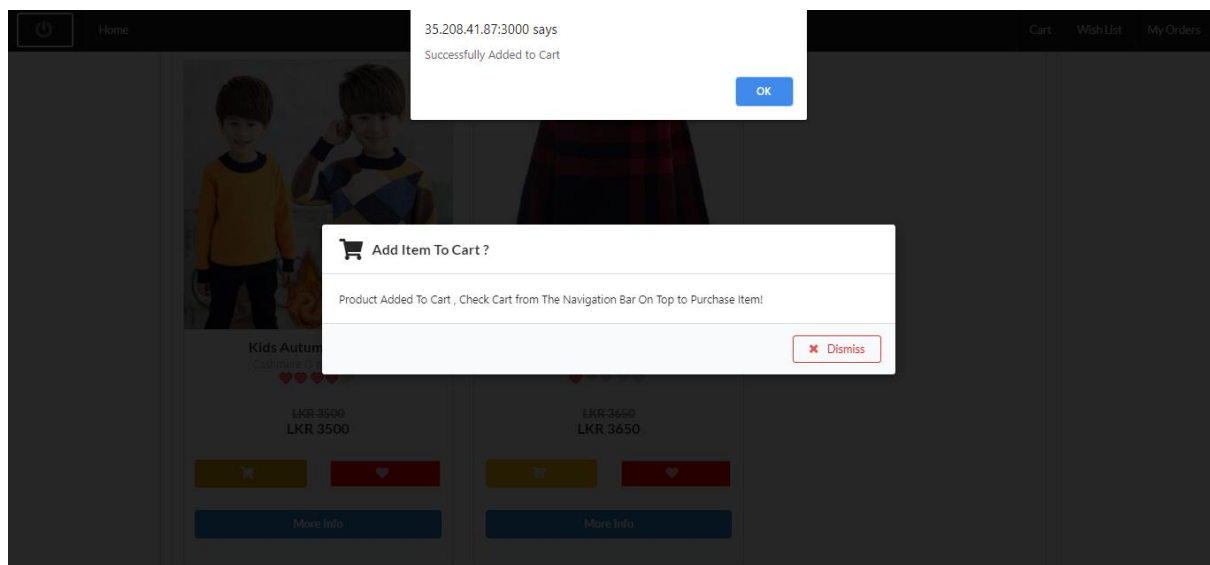 Home
35.208.41.87:3000 says
Successfully Added to Cart
OK
Cart Wish List My Orders
Add Item To Cart ?
Product Added To Cart , Check Cart from The Navigation Bar On Top to Purchase Item!
Dismiss
Kids Autum
Cashmere O
LKR 3500
LKR 3500
More Info
LKR 3650
LKR 3650
More Info